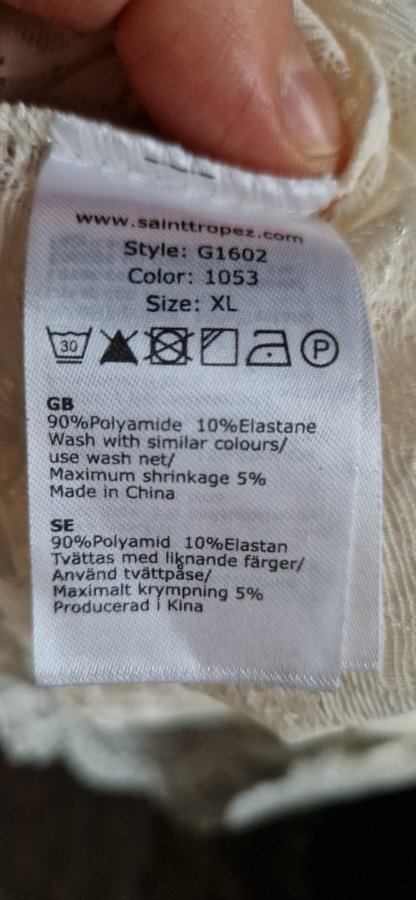 www.sainttropez.com
Style: G1602
Color: 1053
Size: XL
30 P
GB
90%Polyamide 10%Elastane
Wash with similar colours/
use wash net/
Maximum shrinkage 5%
Made in China
SE
90%Polyamid 10%Elastan
Tvättas med liknande färger/
Använd tvättpåse/
Maximalt krympning 5%
Producerad i Kina